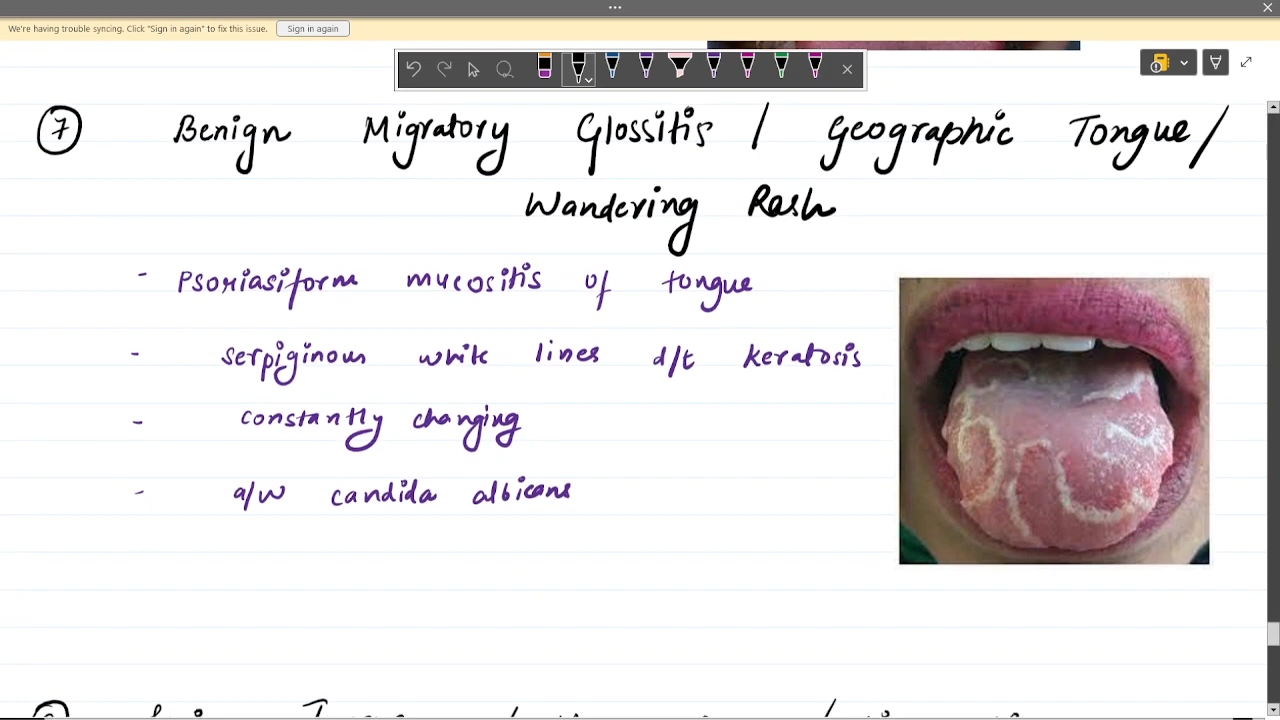 We're having trouble syncing. Click "Sign in again" to fix this issue. Sign in again
7 Benign Migratory Glossitis / Geographic Tongue /
Wandering Rash
- Psoriasiform mucositis of tongue
- serpiginous white lines d/t keratosis
- constantly changing
- a/w candida albicans